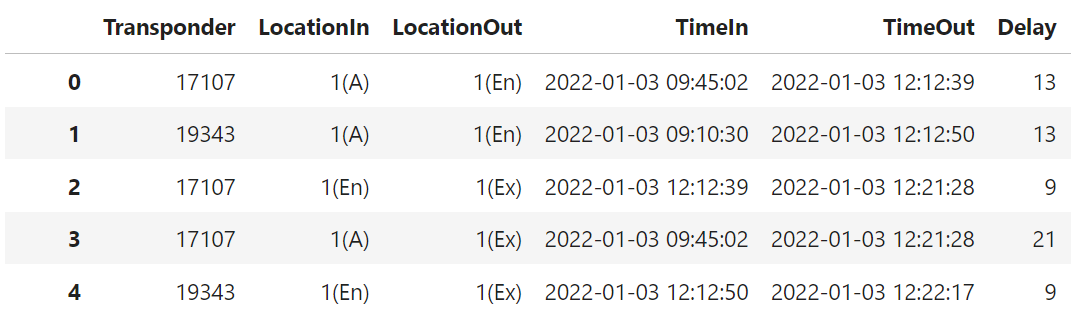 Transponder LocationIn LocationOut TimeIn TimeOut Delay
0 17107 1(A) 1(En) 2022-01-03 09:45:02 2022-01-03 12:12:39 13
1 19343 1(A) 1(En) 2022-01-03 09:10:30 2022-01-03 12:12:50 13
2 17107 1(En) 1(Ex) 2022-01-03 12:12:39 2022-01-03 12:21:28 9
3 17107 1(A) 1(Ex) 2022-01-03 09:45:02 2022-01-03 12:21:28 21
4 19343 1(En) 1(Ex) 2022-01-03 12:12:50 2022-01-03 12:22:17 9